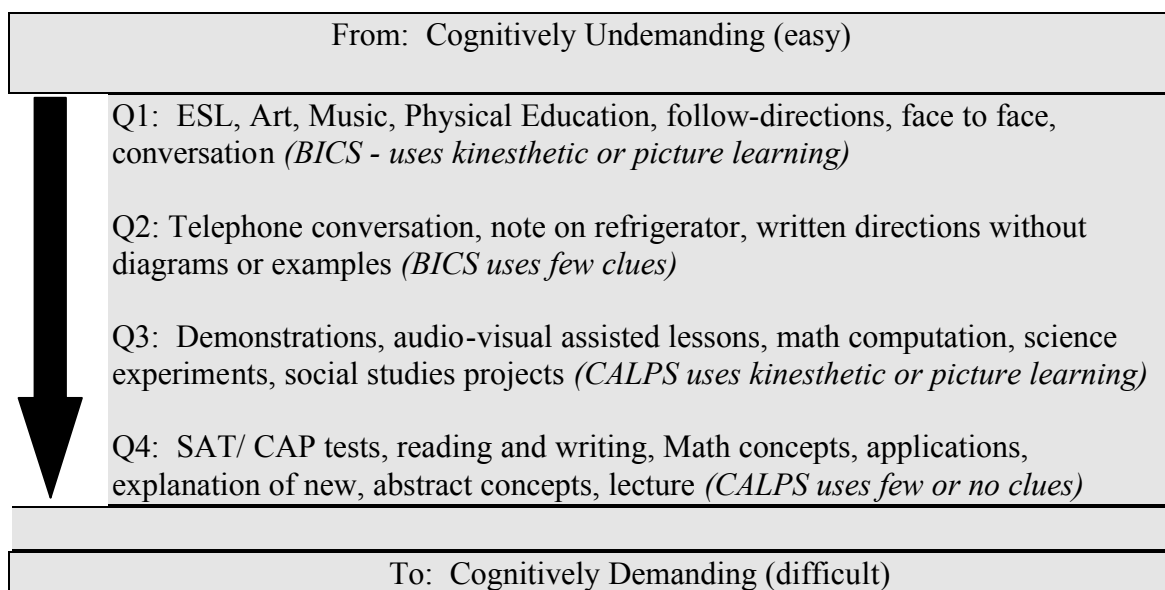 From: Cognitively Undemanding (easy)
Q1: ESL, Art, Music, Physical Education, follow-directions, face to face,
conversation (BICS - uses kinesthetic or picture learning)
Q2: Telephone conversation, note on refrigerator, written directions without
diagrams or examples (BICS uses few clues)
Q3: Demonstrations, audio-visual assisted lessons, math computation, science
experiments, social studies projects (CALPS uses kinesthetic or picture learning)
Q4: SAT/ CAP tests, reading and writing, Math concepts, applications,
explanation of new, abstract concepts, lecture (CALPS uses few or no clues)
To: Cognitively Demanding (difficult)